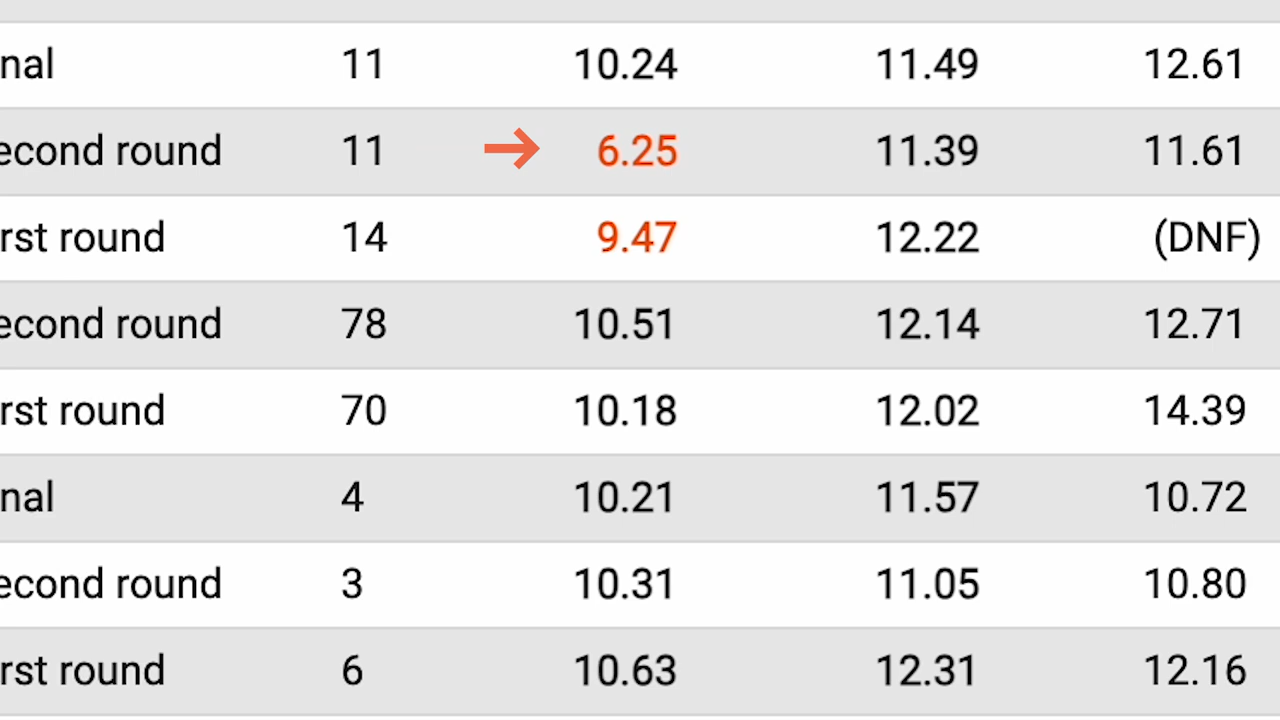 nal 11 10.24 11.49 12.61
econd round 11 → 6.25 11.39 11.61
rst round 14 9.47 12.22 (DNF)
econd round 78 10.51 12.14 12.71
rst round 70 10.18 12.02 14.39
nal 4 10.21 11.57 10.72
econd round 3 10.31 11.05 10.80
rst round 6 10.63 12.31 12.16